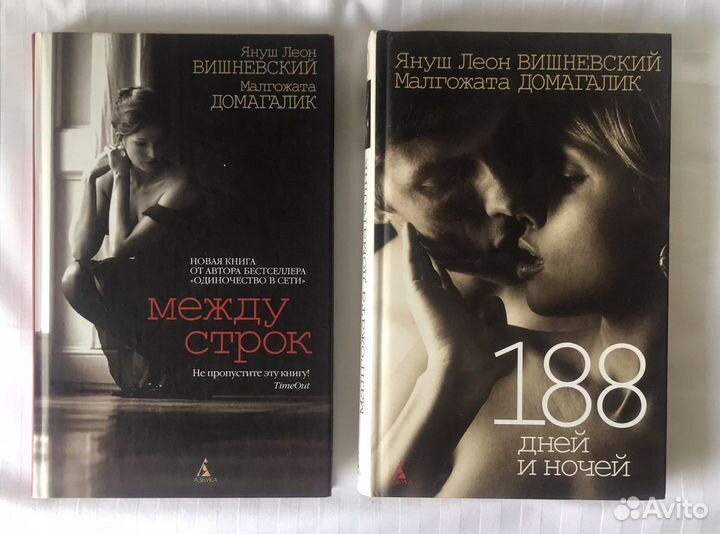 Януш Леон
ВИШНЕВСКИЙ
Малгожата
ДОМАГАЛИК
НОВАЯ КНИГА
ОТ АВТОРА БЕСТСЕЛЛЕРА
«ОДИНОЧЕСТВО В СЕТИ»
между
строк
Не пропустите эту книгу!
TimeOut
АЗБУКА
Януш Леон ВИШНЕВСКИЙ
Малгожата ДОМАГАЛИК
188
дней
и ночей
АЗБУКА
Avito